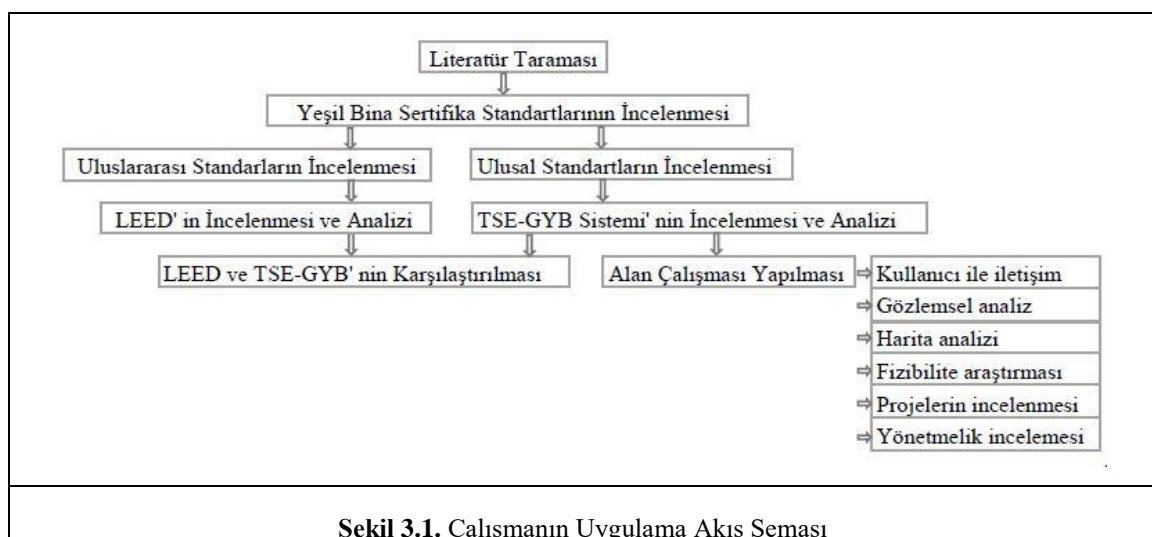 Literatür Taraması
Yeşil Bina Sertifika Standartlarının İncelenmesi
Uluslararası Standarların İncelenmesi
Ulusal Standartların İncelenmesi
LEED' in İncelenmesi ve Analizi
TSE-GYB Sistemi' nin İncelenmesi ve Analizi
LEED ve TSE-GYB' nin Karşılaştırılması
Alan Çalışması Yapılması
Kullanıcı ile iletişim
Gözlemsel analiz
Harita analizi
Fizibilite araştırması
Projelerin incelenmesi
Yönetmelik incelemesi
Şekil 3.1. Çalışmanın Uygulama Akış Şeması